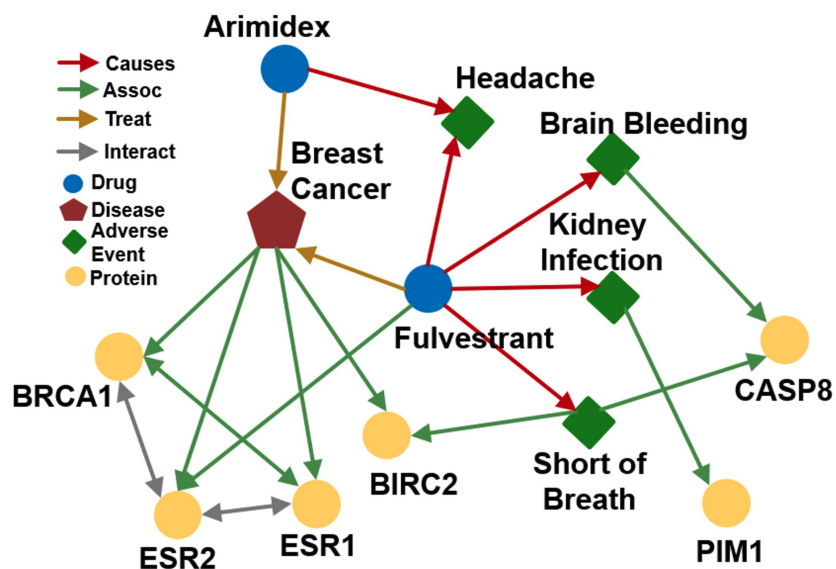 Arimidex
Causes
Assoc
Treat
Interact
Drug
Disease
Adverse
Event
Protein
Headache
Brain Bleeding
Breast
Cancer
Kidney
Infection
Fulvestrant
BRCA1
CASP8
BIRC2
Short of
Breath
ESR2
ESR1
PIM1